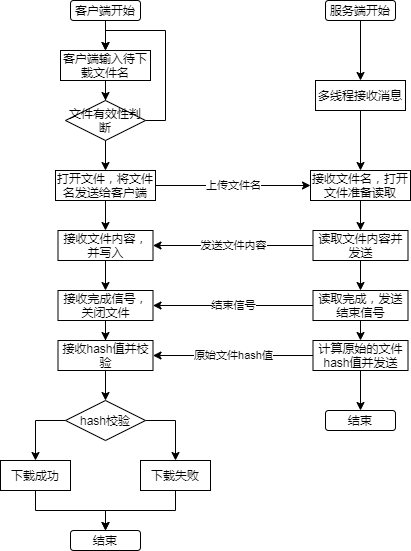 客户端开始
服务端开始
客户端输入待下
载文件名
多线程接收消息
文件有效性判
断
打开文件，将文件
名发送给客户端
上传文件名
接收文件名，打开
文件准备读取
接收文件内容，
并写入
发送文件内容
读取文件内容并
发送
接收完成信号，
关闭文件
结束信号
读取完成，发送
结束信号
接收hash值并校
验
原始文件hash值
计算原始的文件
hash值并发送
hash校验
结束
下载成功
下载失败
结束